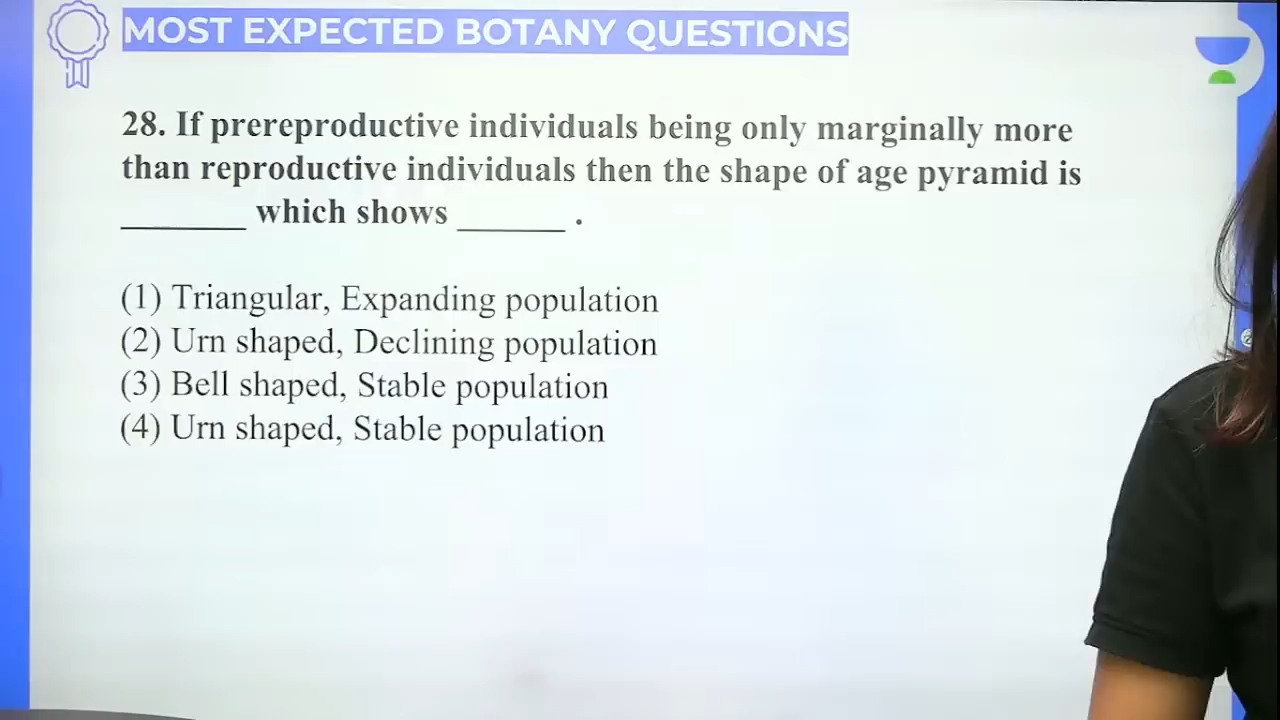 MOST EXPECTED BOTANY QUESTIONS
28. If prereproductive individuals being only marginally more
than reproductive individuals then the shape of age pyramid is
_______ which shows ______ .
(1) Triangular, Expanding population
(2) Urn shaped, Declining population
(3) Bell shaped, Stable population
(4) Urn shaped, Stable population